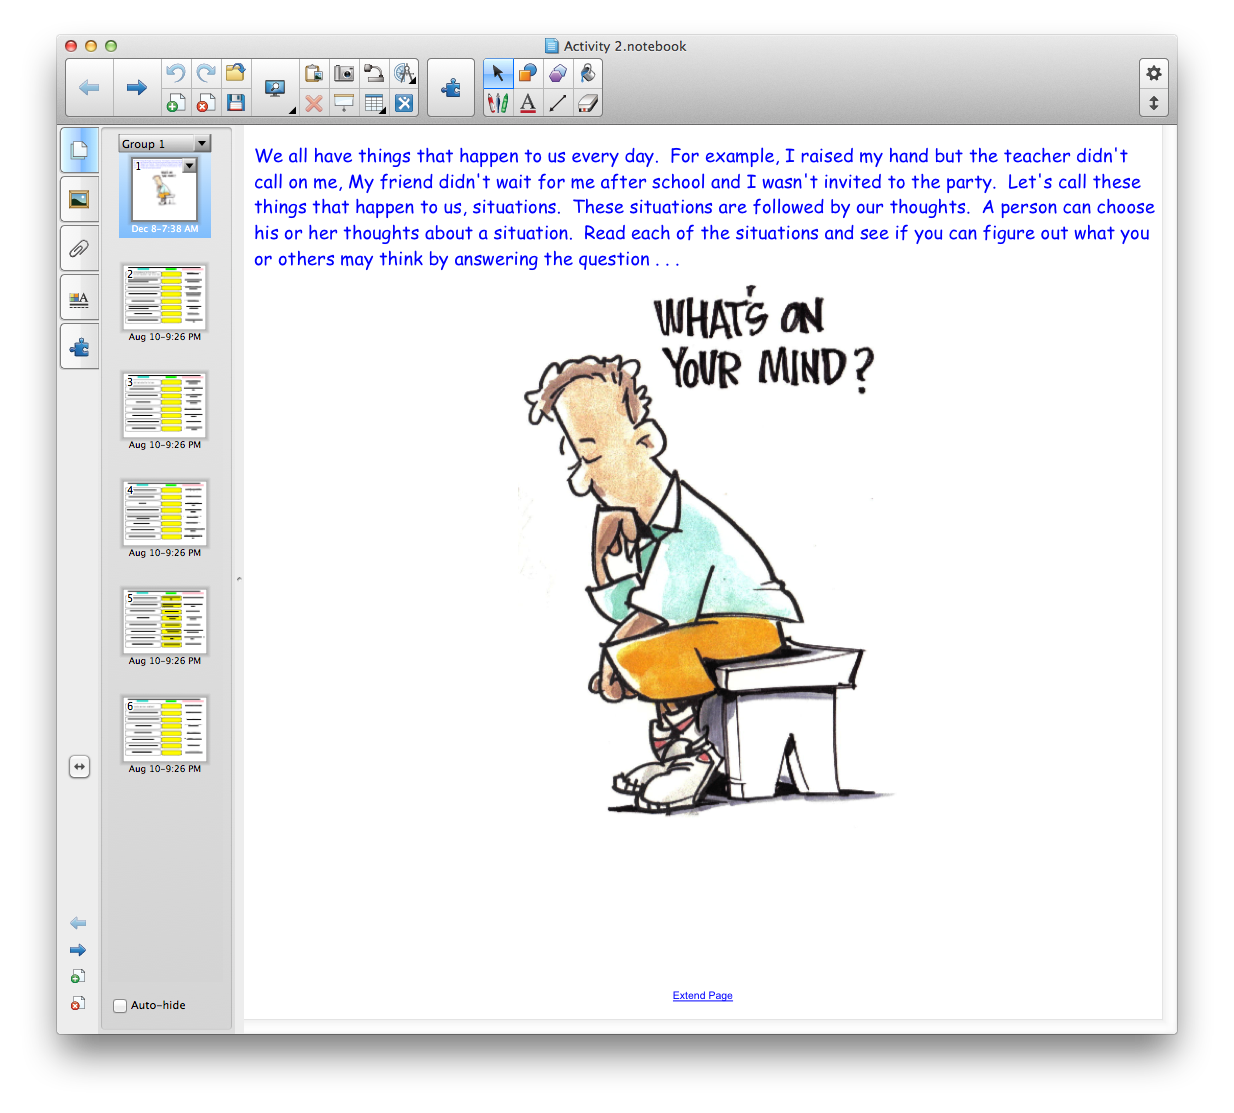 Activity 2.notebook
Group 1
1
Dec 8-7:38 AM
2
Aug 10-9:26 PM
3
Aug 10-9:26 PM
4
Aug 10-9:26 PM
5
Aug 10-9:26 PM
6
Aug 10-9:26 PM
Auto-hide
We all have things that happen to us every day.  For example, I raised my hand but the teacher didn't
call on me, My friend didn't wait for me after school and I wasn't invited to the party.  Let's call these
things that happen to us, situations.  These situations are followed by our thoughts.  A person can choose
his or her thoughts about a situation.  Read each of the situations and see if you can figure out what you
or others may think by answering the question . . .
WHAT'S ON
YOUR MIND?
Extend Page